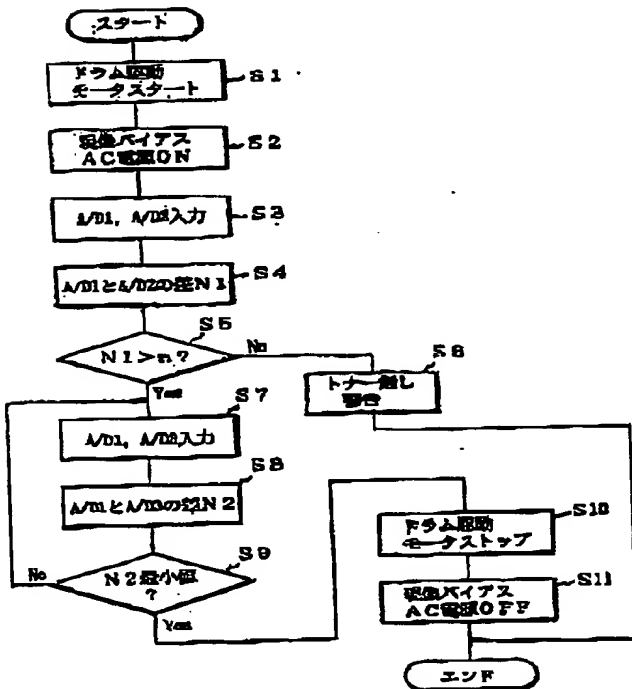 スタート
ドラム駆動
モータスタート
S1
現像バイアス
AC電源ON
S2
A/D1, A/D2入力
S3
A/D1とA/D2の差N1
S4
N1>n?
S5
No
Yes
トナー無し
警告
S6
A/D1, A/D3入力
S7
A/D1とA/D3の差N2
S8
N2最小値
?
S9
No
Yes
ドラム駆動
モータストップ
S10
現像バイアス
AC電源OFF
S11
エンド